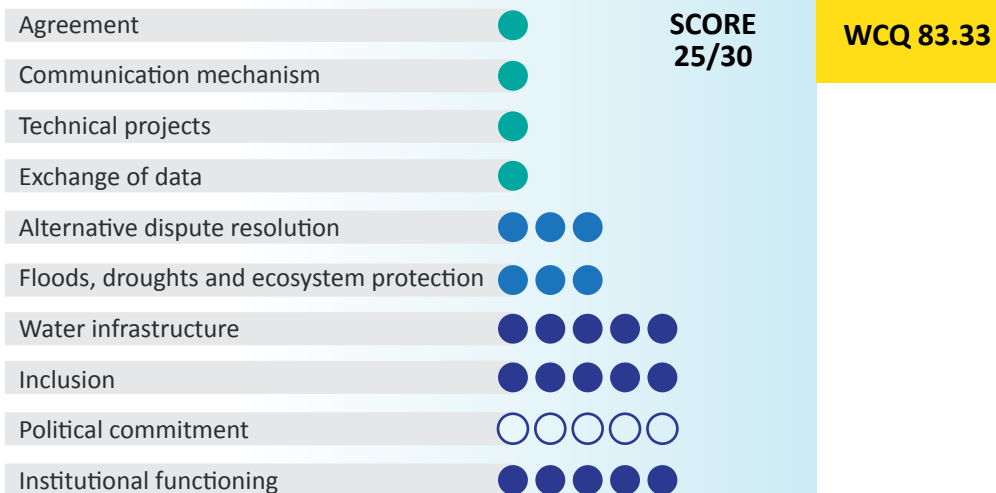 Agreement
Communication mechanism
Technical projects
Exchange of data
Alternative dispute resolution
Floods, droughts and ecosystem protection
Water infrastructure
Inclusion
Political commitment
Institutional functioning
SCORE
25/30
WCQ 83.33